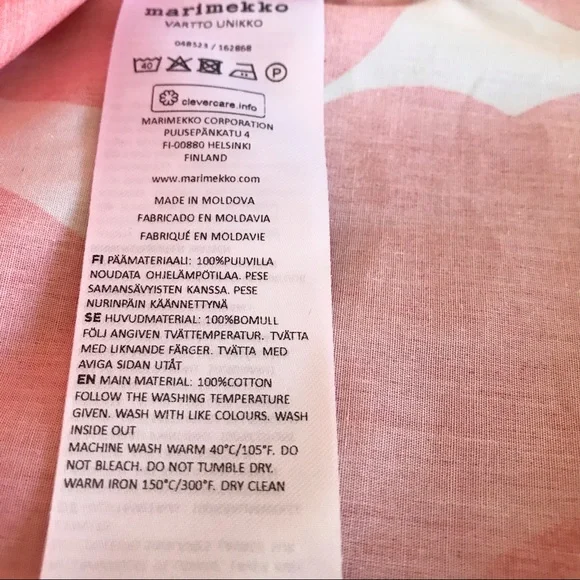 marimekko
VARTTO UNIKKO
048323 / 162868
40
P
clevercare.info
MARIMEKKO CORPORATION
PUUSEPÄNKATU 4
FI-00880 HELSINKI
FINLAND
www.marimekko.com
MADE IN MOLDOVA
FABRICADO EN MOLDAVIA
FABRIQUÉ EN MOLDAVIE
FI PÄÄMATERIAALI: 100%PUUVILLA
NOUDATA OHJELÄMPÖTILAA. PESE
SAMANSÄVYISTEN KANSSA. PESE
NURINPÄIN KÄÄNNETTYNÄ
SE HUVUDMATERIAL: 100%BOMULL
FÖLJ ANGIVEN TVÄTTEMPERATUR. TVÄTTA
MED LIKNANDE FÄRGER. TVÄTTA MED
AVIGA SIDAN UTÅT
EN MAIN MATERIAL: 100%COTTON
FOLLOW THE WASHING TEMPERATURE
GIVEN. WASH WITH LIKE COLOURS. WASH
INSIDE OUT
MACHINE WASH WARM 40°C/105°F. DO
NOT BLEACH. DO NOT TUMBLE DRY.
WARM IRON 150°C/300°F. DRY CLEAN